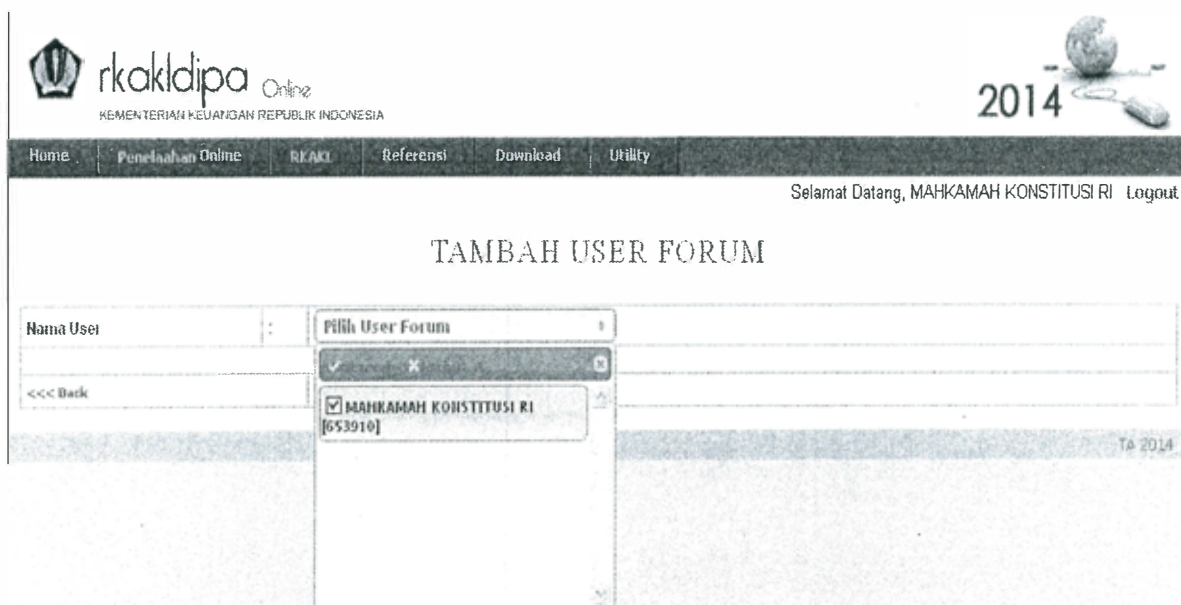 rkakldipa Online
KEMENTERIAN KEUANGAN REPUBLIK INDONESIA
2014
Home Penelaahan Online RKAKL Referensi Download Utility
Selamat Datang, MAHKAMAH KONSTITUSI RI Logout
TAMBAH USER FORUM
Nama User : Pilih User Forum
<<< Back
MAHKAMAH KONSTITUSI RI
[653910]
TA 2014